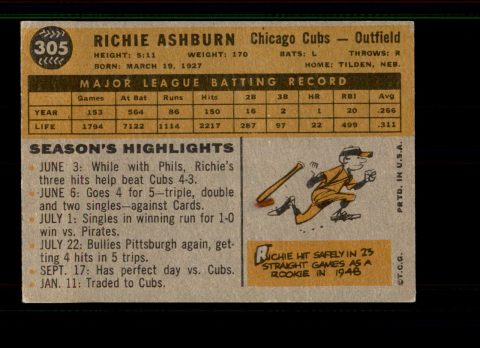 305
RICHIE ASHBURN Chicago Cubs — Outfield
HEIGHT: 5:11 WEIGHT: 170 BATS: L THROWS: R
BORN: MARCH 19, 1927 HOME: TILDEN, NEB.
MAJOR LEAGUE BATTING RECORD
Games At Bat Runs Hits 2B 3B HR RBI Avg.
YEAR 153 564 86 150 16 2 1 20 .266
LIFE 1794 7122 1114 2217 287 97 22 499 .311
SEASON'S HIGHLIGHTS
• JUNE 3: While with Phils, Richie's
three hits help beat Cubs 4-3.
• JUNE 6: Goes 4 for 5—triple, double
and two singles—against Cards.
• JULY 1: Singles in winning run for 1-0
win vs. Pirates.
• JULY 22: Bullies Pittsburgh again, get-
ting 4 hits in 5 trips.
• SEPT. 17: Has perfect day vs. Cubs.
• JAN. 11: Traded to Cubs.
RICHIE HIT SAFELY IN 23
STRAIGHT GAMES AS A
ROOKIE IN 1948
©T.C.G. PRTD. IN U.S.A.